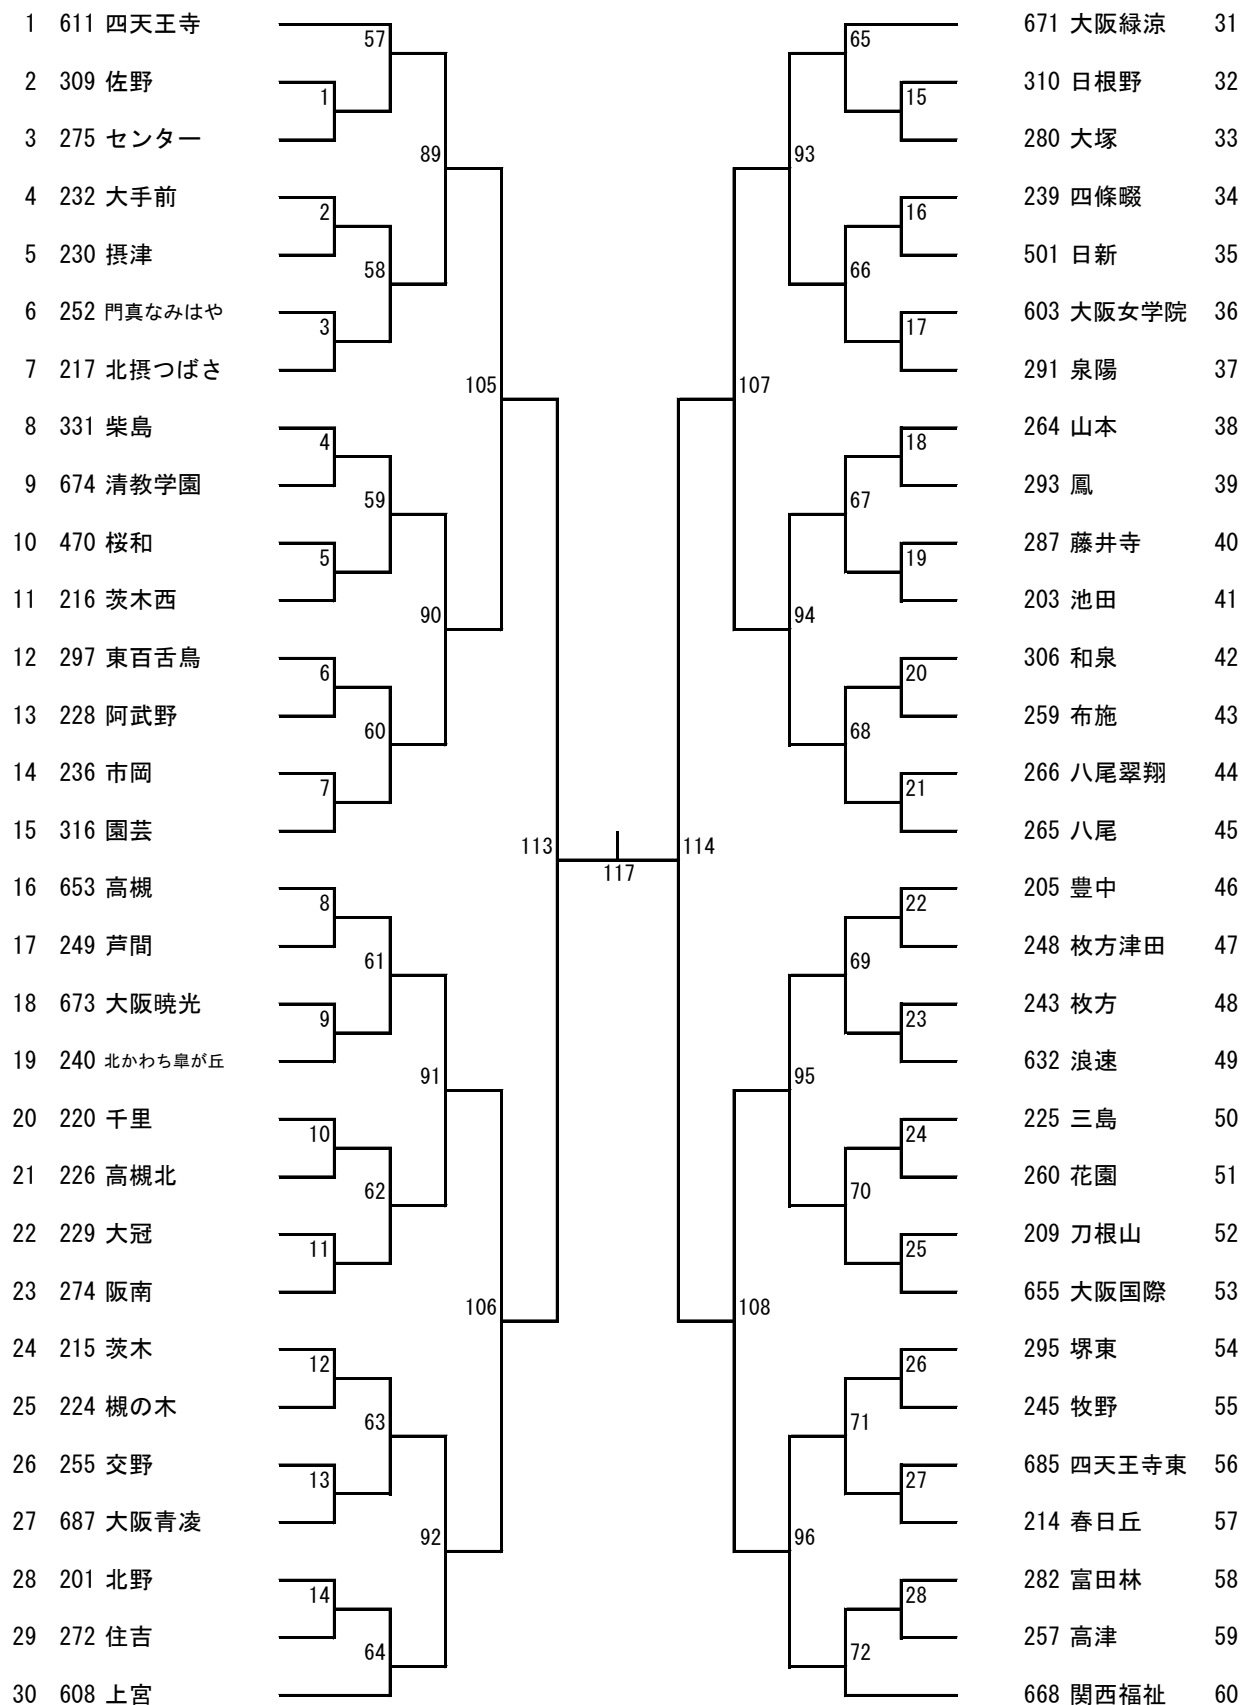 1 611 四天王寺
2 309 佐野
3 275 センター
4 232 大手前
5 230 摂津
6 252 門真なみはや
7 217 北摂つばさ
8 331 柴島
9 674 清教学園
10 470 桜和
11 216 茨木西
12 297 東百舌鳥
13 228 阿武野
14 236 市岡
15 316 園芸
16 653 高槻
17 249 芦間
18 673 大阪暁光
19 240 北かわち皐が丘
20 220 千里
21 226 高槻北
22 229 大冠
23 274 阪南
24 215 茨木
25 224 槻の木
26 255 交野
27 687 大阪青凌
28 201 北野
29 272 住吉
30 608 上宮
57
1
89
2
58
3
105
4
59
5
90
6
60
7
113
8
61
9
91
10
62
11
106
12
63
13
92
14
64
117
65
15
93
16
66
17
107
18
67
19
94
20
68
21
114
22
69
23
95
24
70
25
108
26
71
27
96
28
72
671 大阪緑涼 31
310 日根野 32
280 大塚 33
239 四條畷 34
501 日新 35
603 大阪女学院 36
291 泉陽 37
264 山本 38
293 鳳 39
287 藤井寺 40
203 池田 41
306 和泉 42
259 布施 43
266 八尾翠翔 44
265 八尾 45
205 豊中 46
248 枚方津田 47
243 枚方 48
632 浪速 49
225 三島 50
260 花園 51
209 刀根山 52
655 大阪国際 53
295 堺東 54
245 牧野 55
685 四天王寺東 56
214 春日丘 57
282 富田林 58
257 高津 59
668 関西福祉 60